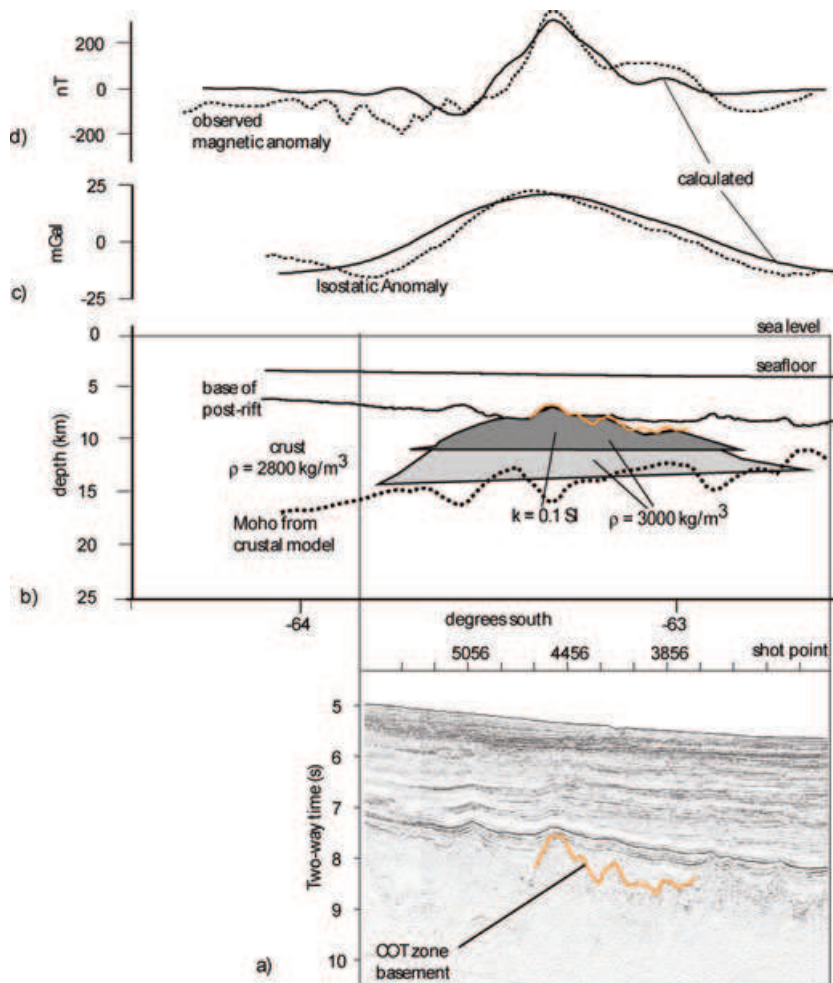 200
0
-200
nT
observed
magnetic anomaly
d)
calculated
25
0
-25
mGal
Isostatic Anomaly
c)
0
sea level
seafloor
5
base of
post-rift
10
crust
ρ = 2800 kg/m³
15
k = 0.1 SI
ρ = 3000 kg/m³
Moho from
crustal model
20
25
depth (km)
b)
-64
degrees south
-63
5056
4456
3856
shot point
5
6
7
8
9
10
Two-way time (s)
COT zone
basement
a)